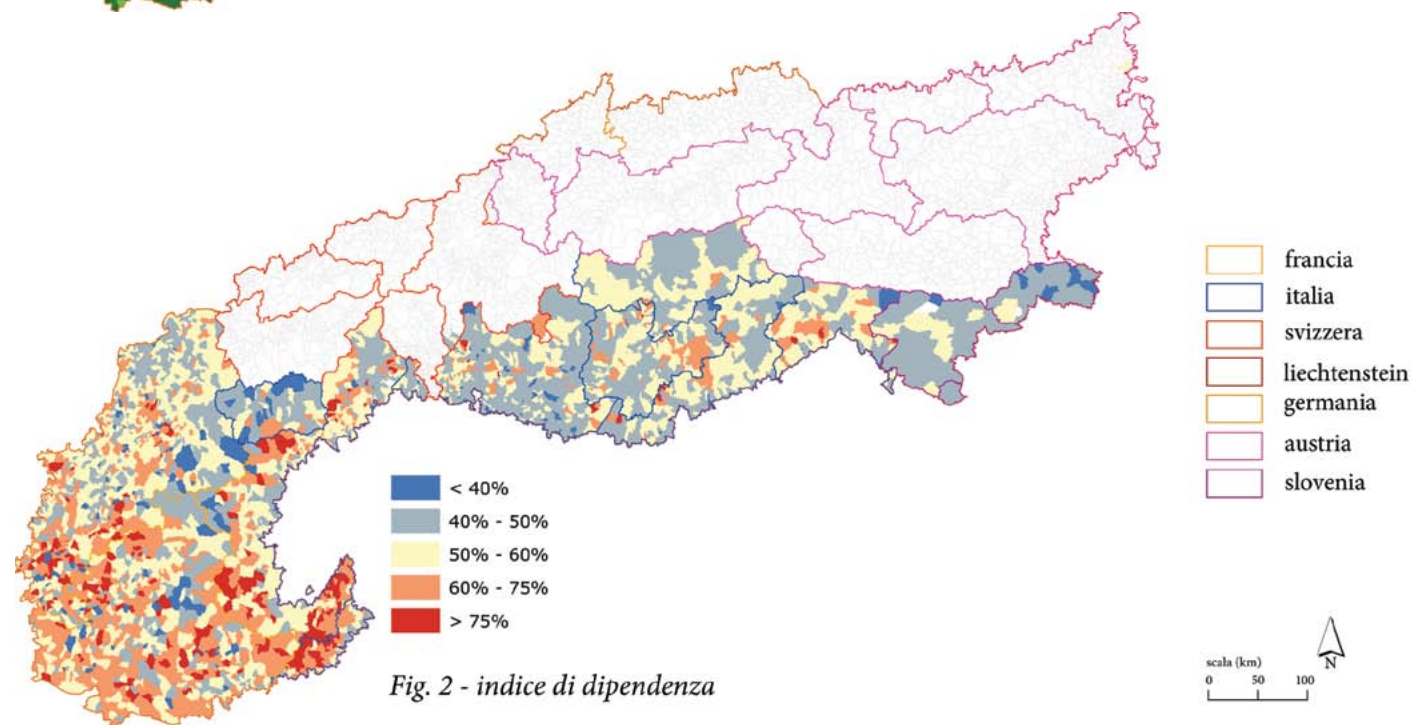 francia
italia
svizzera
liechtenstein
germania
austria
slovenia
< 40%
40% - 50%
50% - 60%
60% - 75%
> 75%
Fig. 2 - indice di dipendenza
scala (km)
0 50 100
N